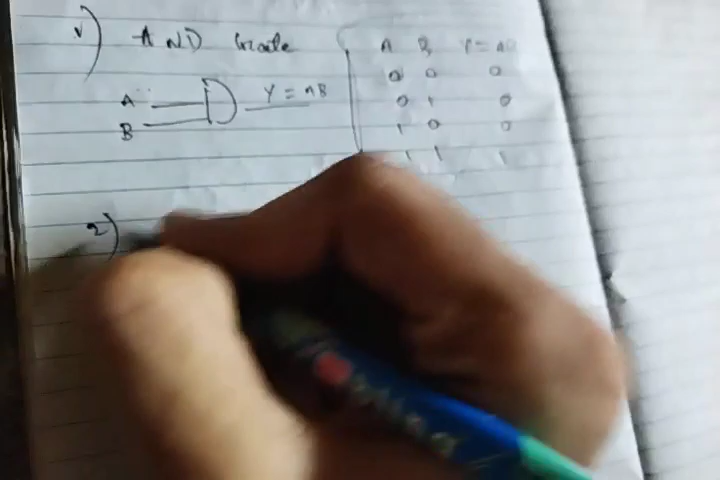 1) AND Gate
A B Y = AB
0 0 0
A
Y = AB
0 1 0
B
1 0 0
1 1 1
2)